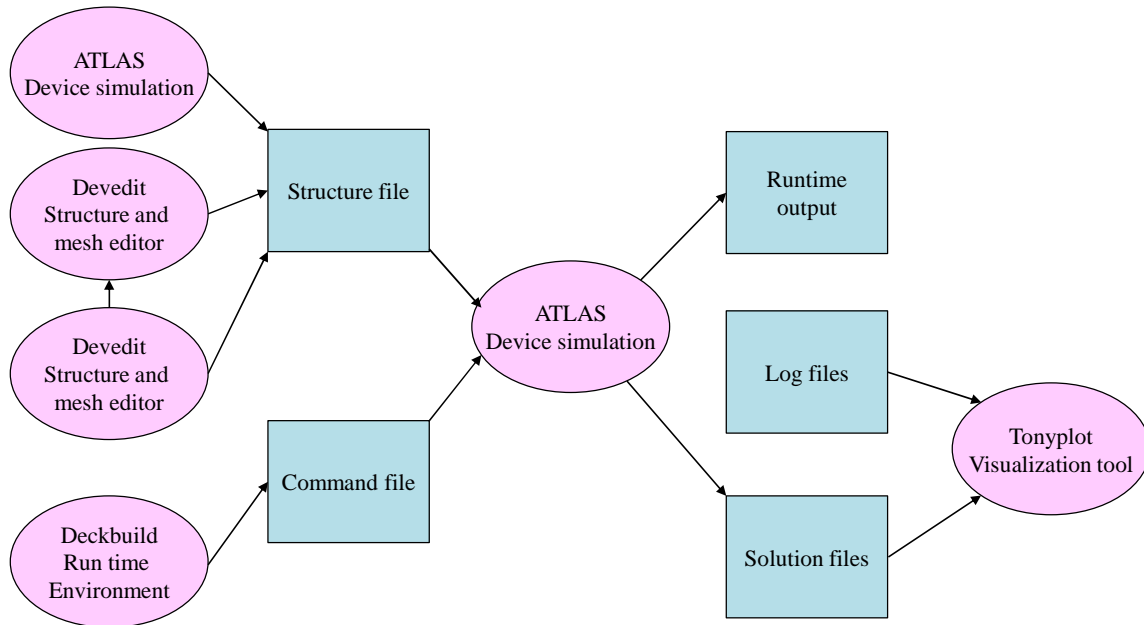 ATLAS
Device simulation
Devedit
Structure and
mesh editor
Devedit
Structure and
mesh editor
Deckbuild
Run time
Environment
Structure file
Command file
ATLAS
Device simulation
Runtime
output
Log files
Solution files
Tonyplot
Visualization tool